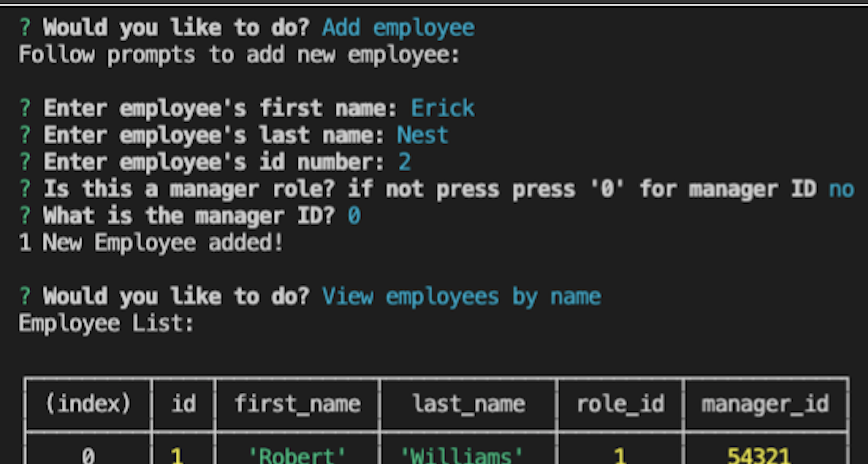 ? Would you like to do? Add employee
Follow prompts to add new employee:
? Enter employee's first name: Erick
? Enter employee's last name: Nest
? Enter employee's id number: 2
? Is this a manager role? if not press press '0' for manager ID no
? What is the manager ID? 0
1 New Employee added!
? Would you like to do? View employees by name
Employee List:
(index) id first_name last_name role_id manager_id
0 1 'Robert' 'Williams' 1 54321